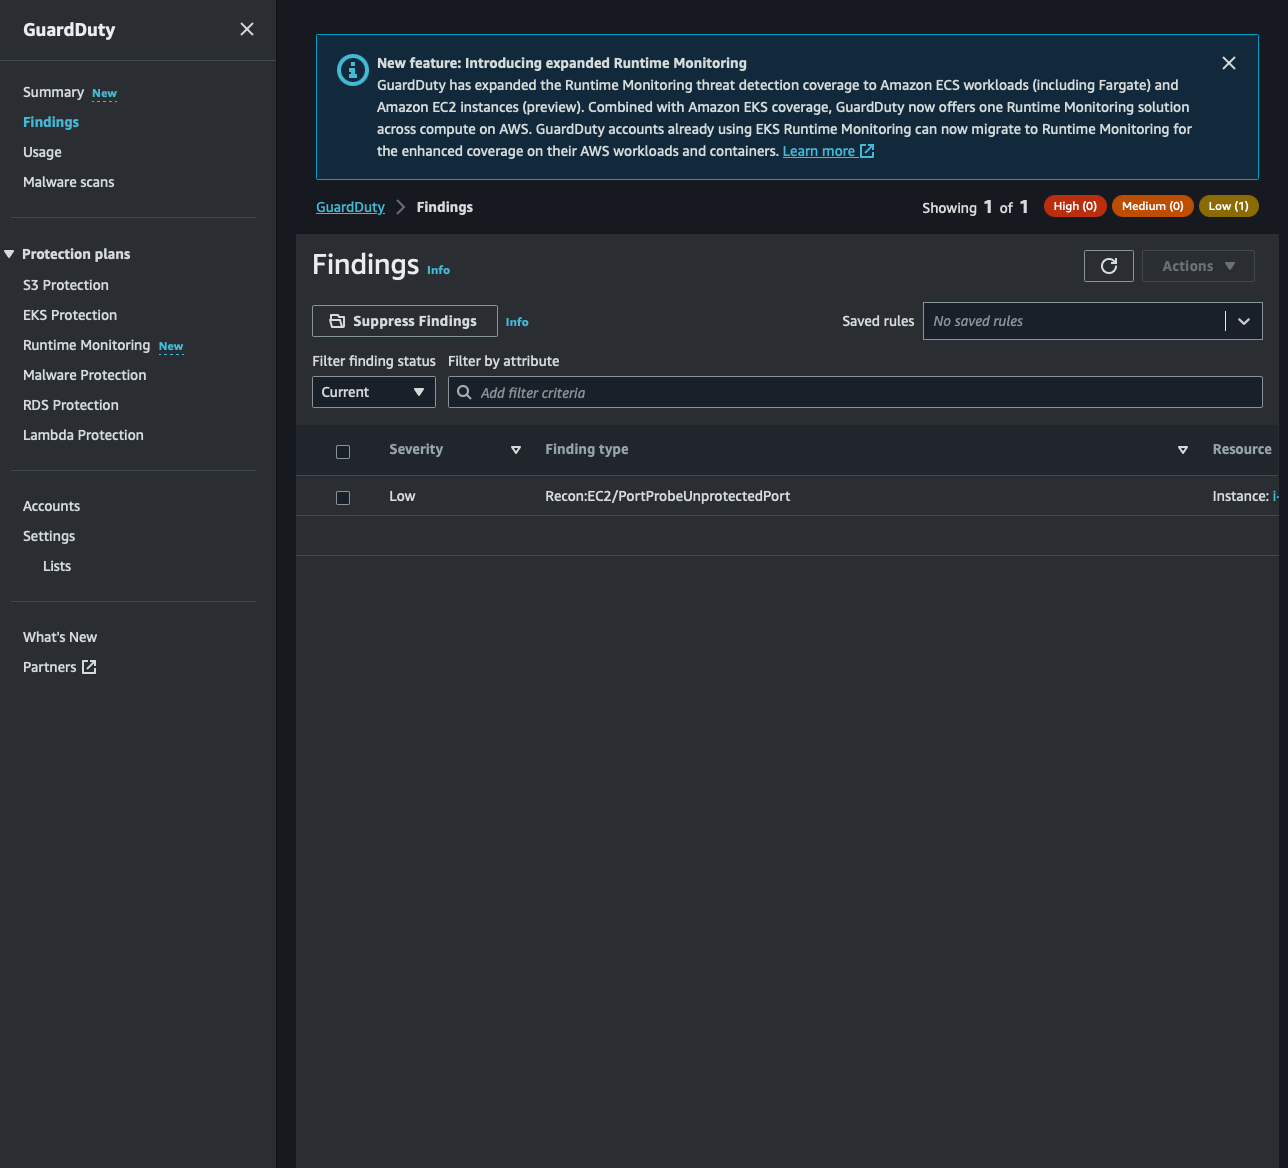 GuardDuty
Summary New
Findings
Usage
Malware scans
Protection plans
S3 Protection
EKS Protection
Runtime Monitoring New
Malware Protection
RDS Protection
Lambda Protection
Accounts
Settings
Lists
What's New
Partners
New feature: Introducing expanded Runtime Monitoring
GuardDuty has expanded the Runtime Monitoring threat detection coverage to Amazon ECS workloads (including Fargate) and
Amazon EC2 instances (preview). Combined with Amazon EKS coverage, GuardDuty now offers one Runtime Monitoring solution
across compute on AWS. GuardDuty accounts already using EKS Runtime Monitoring can now migrate to Runtime Monitoring for
the enhanced coverage on their AWS workloads and containers. Learn more
GuardDuty Findings
Showing 1 of 1 High (0) Medium (0) Low (1)
Findings Info
Actions
Suppress Findings Info
Saved rules No saved rules
Filter finding status Filter by attribute
Current Add filter criteria
Severity Finding type Resource
Low Recon:EC2/PortProbeUnprotectedPort Instance: i-